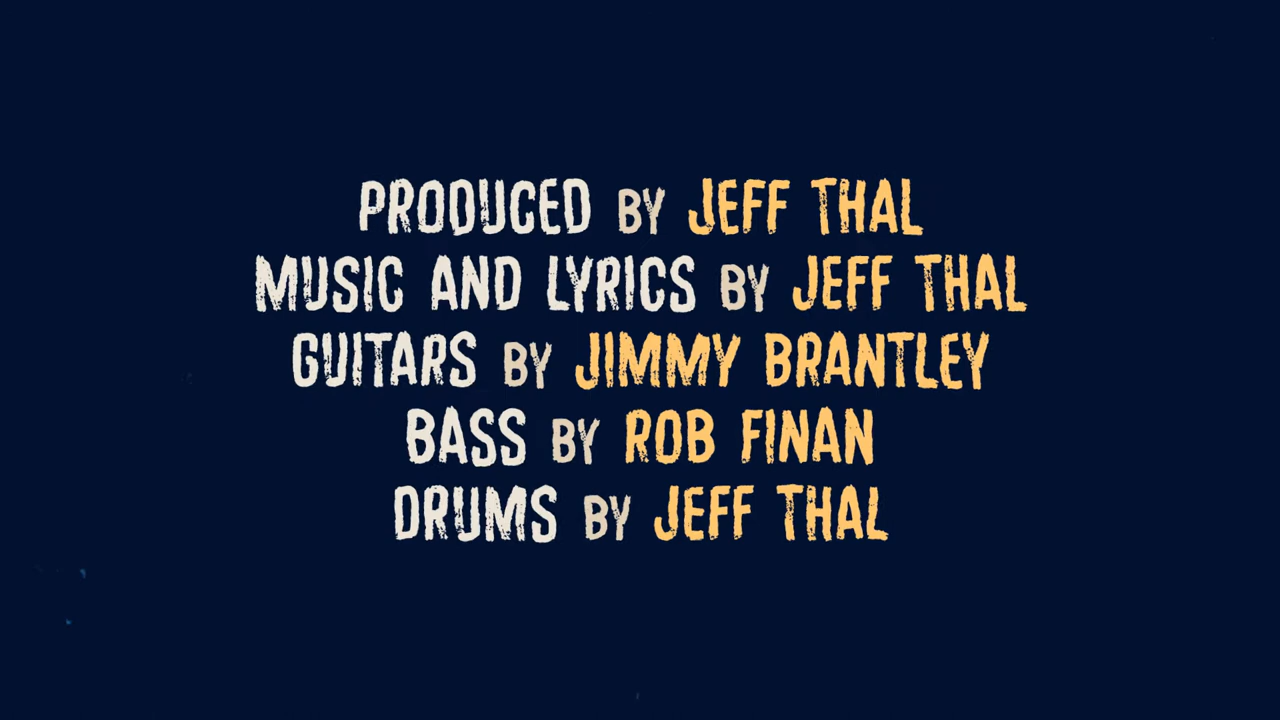 PRODUCED BY JEFF THAL
MUSIC AND LYRICS BY JEFF THAL
GUITARS BY JIMMY BRANTLEY
BASS BY ROB FINAN
DRUMS BY JEFF THAL